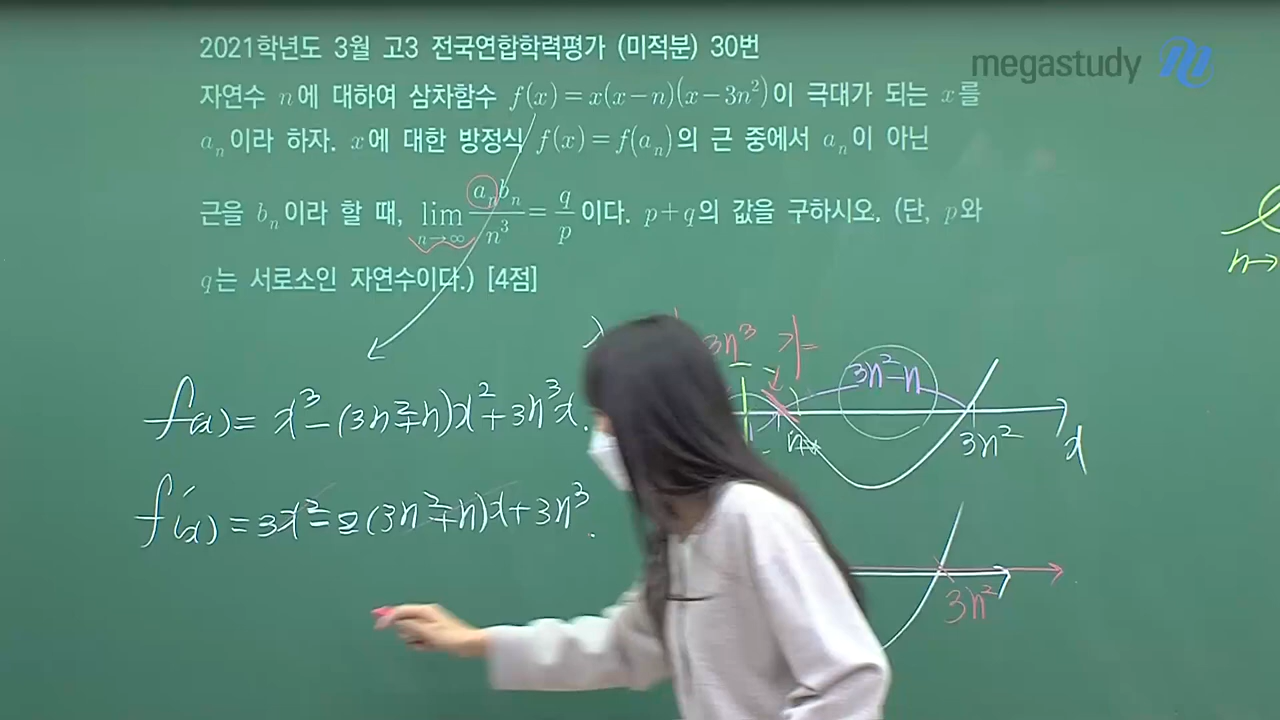 2021학년도 3월 고3 전국연합학력평가 (미적분) 30번
megastudy
자연수 n에 대하여 삼차함수 f(x)=x(x-n)(x-3n²)이 극대가 되는 x를
aₙ이라 하자. x에 대한 방정식 f(x)=f(aₙ)의 근 중에서 aₙ이 아닌
근을 bₙ이라 할 때, lim n→∞ aₙbₙ/n³ = q/p 이다. p+q의 값을 구하시오. (단, p와
q는 서로소인 자연수이다.) [4점]
n→
3n³
3n²-n
n
3n²
x
f(x)= x³-(3n²+n)x²+3n³x.
f'(x)=3x²-2(3n²+n)x+3n³.
3n²